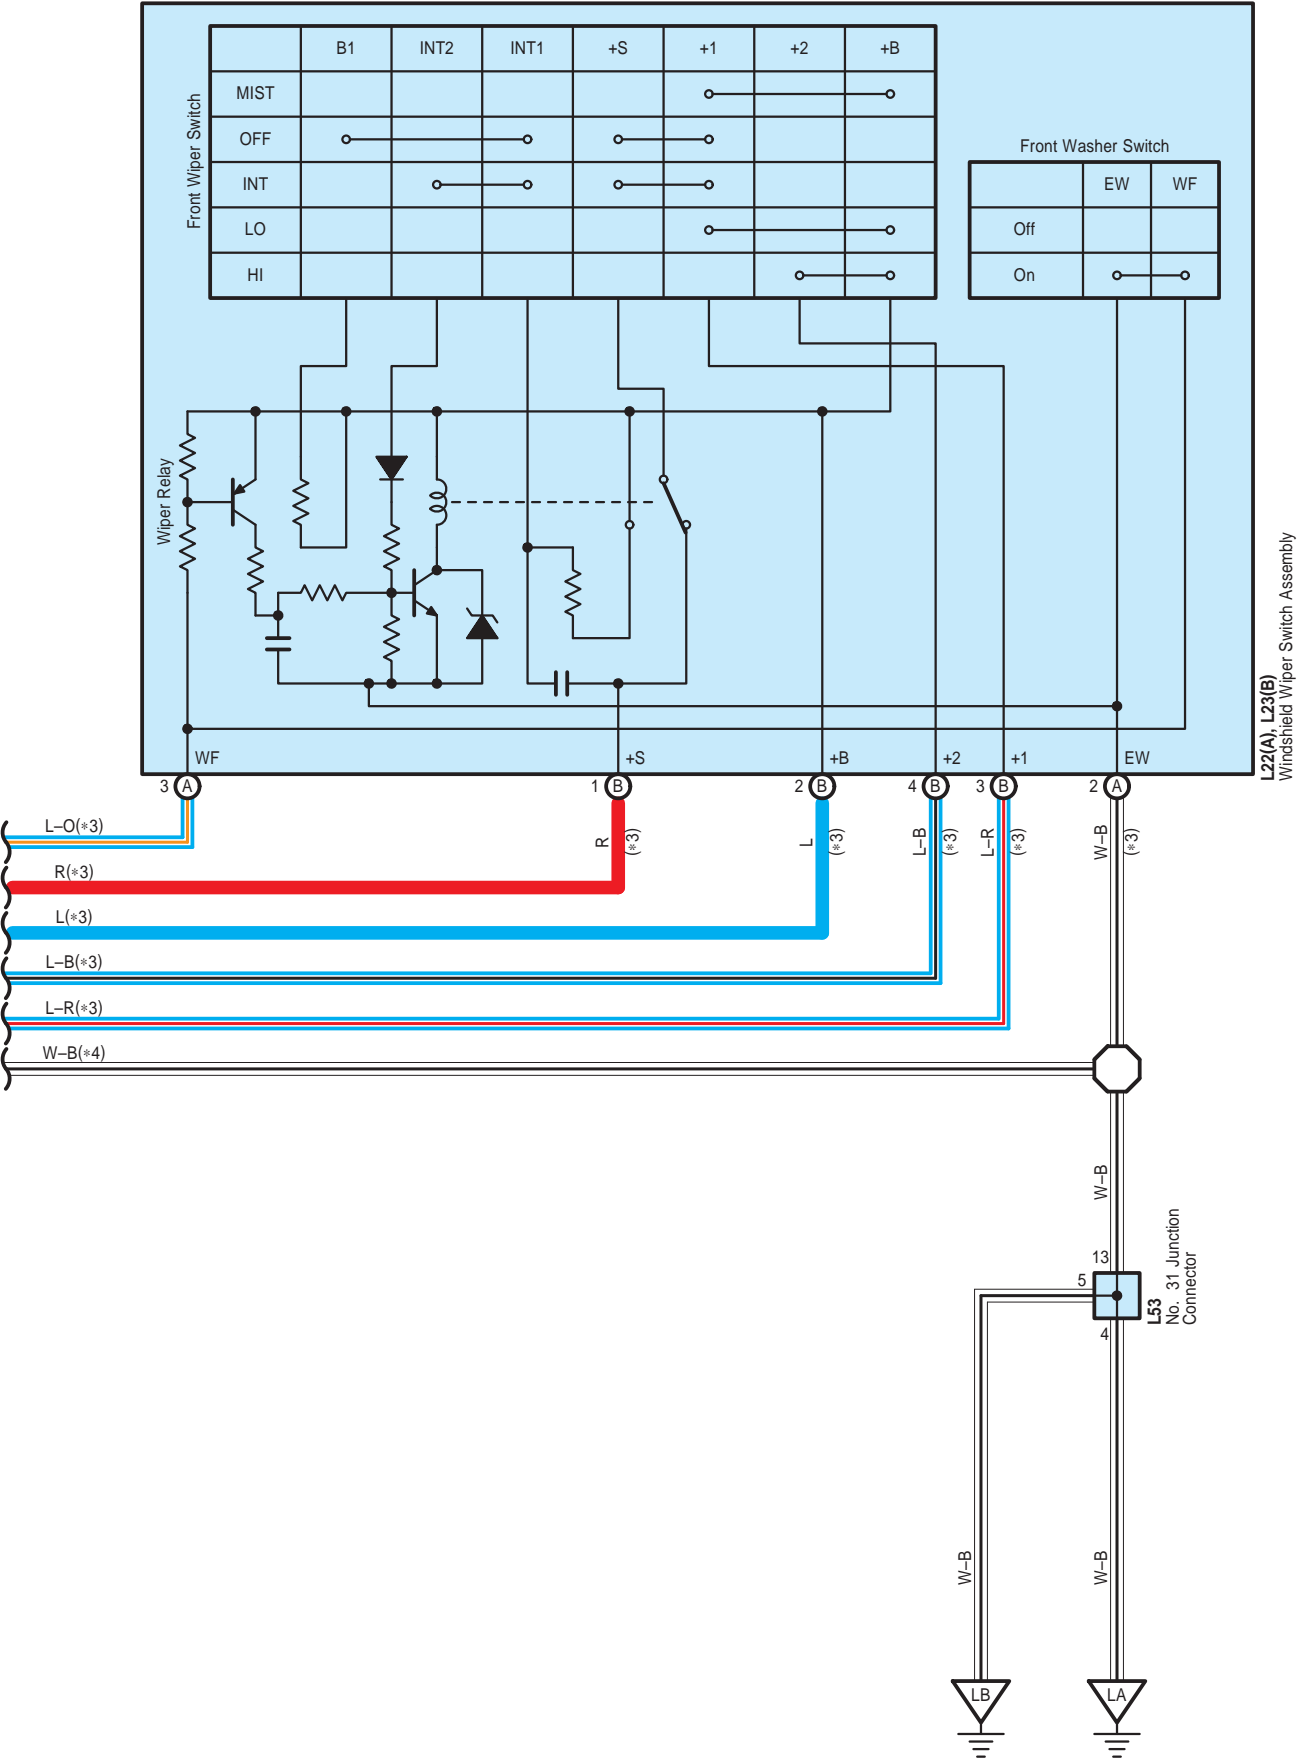 B1 INT2 INT1 +S +1 +2 +B
MIST
OFF
INT
LO
HI
Front Wiper Switch
Front Washer Switch
EW WF
Off
On
Wiper Relay
WF +S +B +2 +1 EW
3 A 1 B 2 B 4 B 3 B 2 A
L22(A), L23(B)
Windshield Wiper Switch Assembly
L–O(*3)
R (*3)
L (*3)
L–B (*3)
L–R (*3)
W–B (*3)
R(*3)
L(*3)
L–B(*3)
L–R(*3)
W–B(*4)
W–B
13
5
4
L53
No. 31 Junction
Connector
W–B
W–B
LB
LA